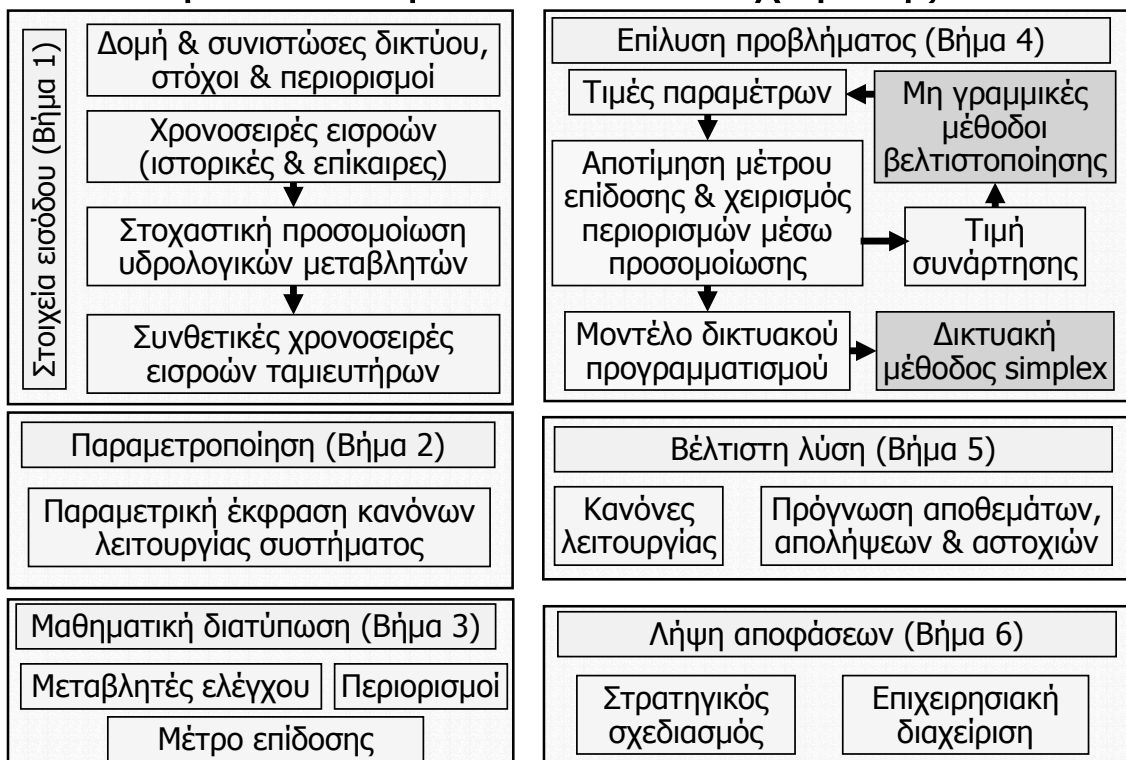 Στοιχεία εισόδου (Βήμα 1)
Δομή & συνιστώσες δικτύου,
στόχοι & περιορισμοί
Χρονοσειρές εισροών
(ιστορικές & επίκαιρες)
Στοχαστική προσομοίωση
υδρολογικών μεταβλητών
Συνθετικές χρονοσειρές
εισροών ταμιευτήρων
Παραμετροποίηση (Βήμα 2)
Παραμετρική έκφραση κανόνων
λειτουργίας συστήματος
Μαθηματική διατύπωση (Βήμα 3)
Μεταβλητές ελέγχου
Περιορισμοί
Μέτρο επίδοσης
Επίλυση προβλήματος (Βήμα 4)
Τιμές παραμέτρων
Μη γραμμικές
μέθοδοι
βελτιστοποίησης
Αποτίμηση μέτρου
επίδοσης & χειρισμός
περιορισμών μέσω
προσομοίωσης
Τιμή
συνάρτησης
Μοντέλο δικτυακού
προγραμματισμού
Δικτυακή
μέθοδος simplex
Βέλτιστη λύση (Βήμα 5)
Κανόνες
λειτουργίας
Πρόγνωση αποθεμάτων,
απολήψεων & αστοχιών
Λήψη αποφάσεων (Βήμα 6)
Στρατηγικός
σχεδιασμός
Επιχειρησιακή
διαχείριση